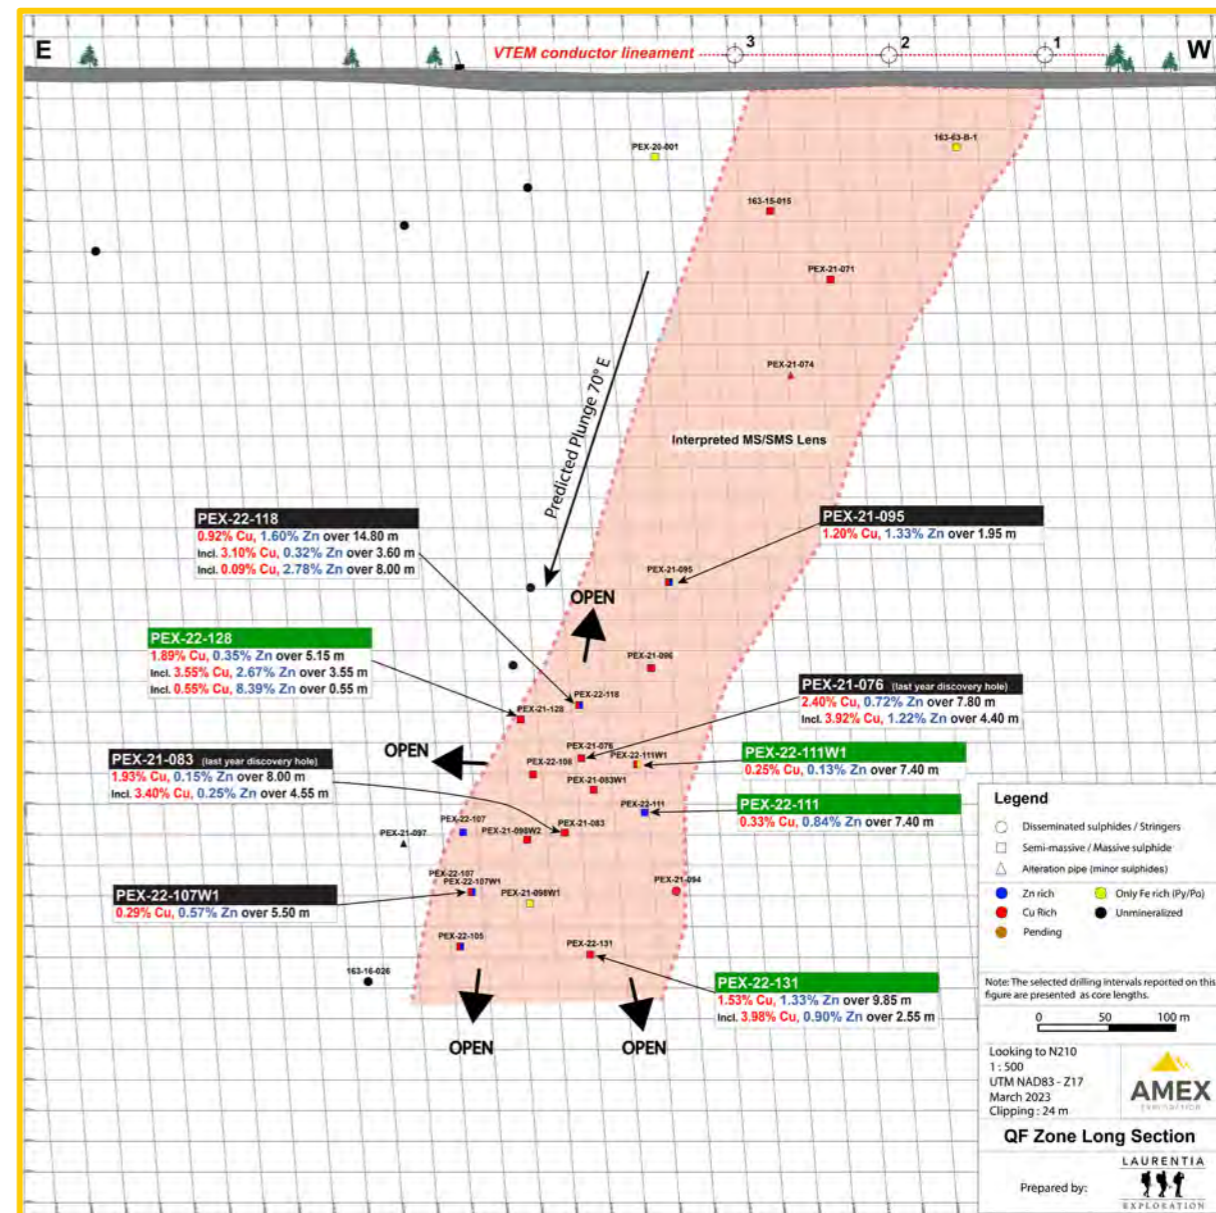 E
VTEM conductor lineament
3
2
1
W
PEX-20-001
163-63-B-1
163-15-015
PEX-21-071
PEX-21-074
Predicted Plunge 70° E
Interpreted MS/SMS Lens
PEX-22-118
0.92% Cu, 1.60% Zn over 14.80 m
Incl. 3.10% Cu, 0.32% Zn over 3.60 m
Incl. 0.09% Cu, 2.78% Zn over 8.00 m
PEX-21-095
1.20% Cu, 1.33% Zn over 1.95 m
PEX-21-095
OPEN
PEX-22-128
1.89% Cu, 0.35% Zn over 5.15 m
Incl. 3.55% Cu, 2.67% Zn over 3.55 m
Incl. 0.55% Cu, 8.39% Zn over 0.55 m
PEX-21-096
PEX-22-118
PEX-21-128
PEX-21-076 (last year discovery hole)
2.40% Cu, 0.72% Zn over 7.80 m
Incl. 3.92% Cu, 1.22% Zn over 4.40 m
OPEN
PEX-21-083 (last year discovery hole)
1.93% Cu, 0.15% Zn over 8.00 m
Incl. 3.40% Cu, 0.25% Zn over 4.55 m
PEX-21-076
PEX-22-108
PEX-22-111W1
PEX-22-111W1
0.25% Cu, 0.13% Zn over 7.40 m
PEX-21-083W1
PEX-22-111
PEX-22-111
0.33% Cu, 0.84% Zn over 7.40 m
PEX-21-097
PEX-22-107
PEX-21-098W2
PEX-21-083
PEX-22-107
PEX-22-107W1
PEX-21-098W1
PEX-21-094
PEX-22-107W1
0.29% Cu, 0.57% Zn over 5.50 m
PEX-22-105
PEX-22-131
163-16-026
PEX-22-131
1.53% Cu, 1.33% Zn over 9.85 m
Incl. 3.98% Cu, 0.90% Zn over 2.55 m
OPEN
OPEN
Legend
Disseminated sulphides / Stringers
Semi-massive / Massive sulphide
Alteration pipe (minor sulphides)
Zn rich
Only Fe rich (Py/Po)
Cu Rich
Unmineralized
Pending
Note: The selected drilling intervals reported on this
figure are presented as core lengths.
0 50 100 m
Looking to N210
1 : 500
UTM NAD83 - Z17
March 2023
Clipping : 24 m
AMEX
EXPLORATION
QF Zone Long Section
Prepared by:
LAURENTIA
EXPLORATION